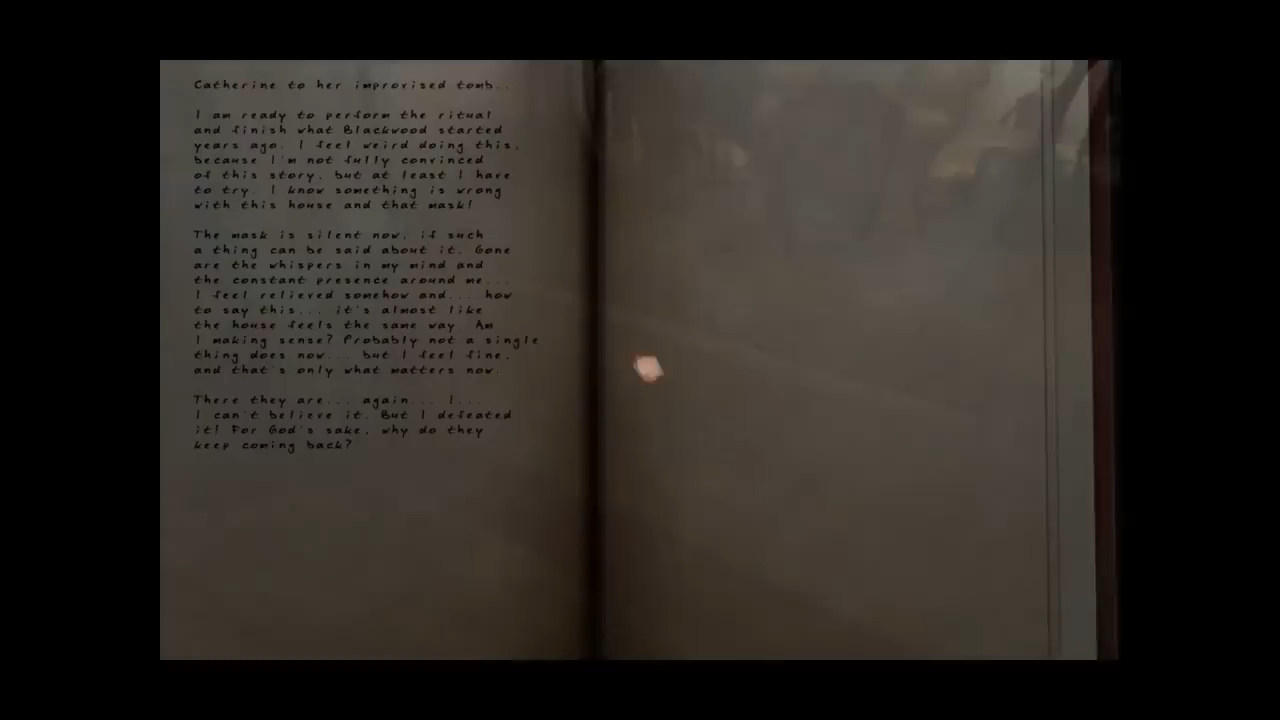 Catherine to her improvised tomb...
I am ready to perform the ritual
and finish what Blackwood started
years ago. I feel weird doing this,
because I'm not fully convinced
of this story, but at least I have
to try. I know something is wrong
with this house and that mask!
The mask is silent now, if such
a thing can be said about it. Gone
are the whispers in my mind and
the constant presence around me...
I feel relieved somehow and.... how
to say this... it's almost like
the house feels the same way. Am
I making sense? Probably not a single
thing does now... but I feel fine,
and that's only what matters now.
There they are... again... I...
I can't believe it. But I defeated
it! For God's sake, why do they
keep coming back?